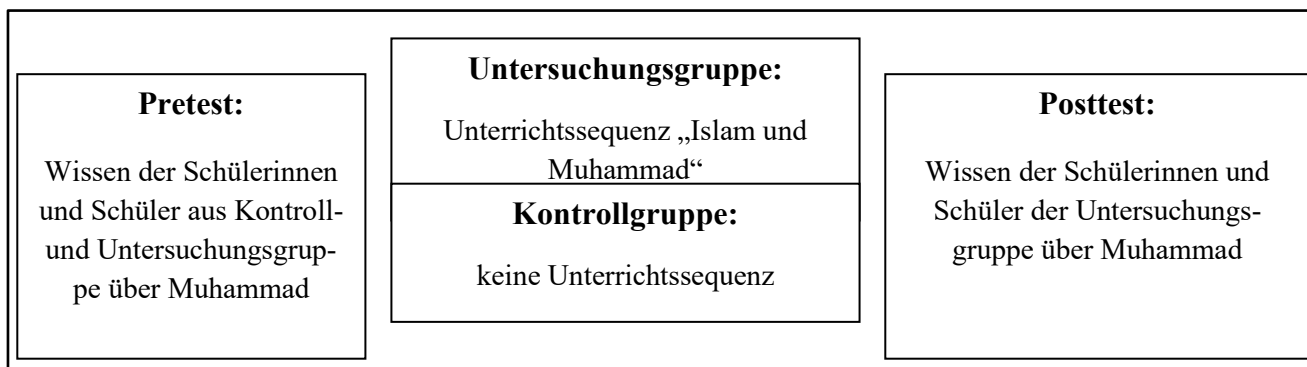 Pretest:
Wissen der Schülerinnen
und Schüler aus Kontroll-
und Untersuchungsgrup-
pe über Muhammad
Untersuchungsgruppe:
Unterrichtssequenz „Islam und
Muhammad“
Kontrollgruppe:
keine Unterrichtssequenz
Posttest:
Wissen der Schülerinnen und
Schüler der Untersuchungs-
gruppe über Muhammad